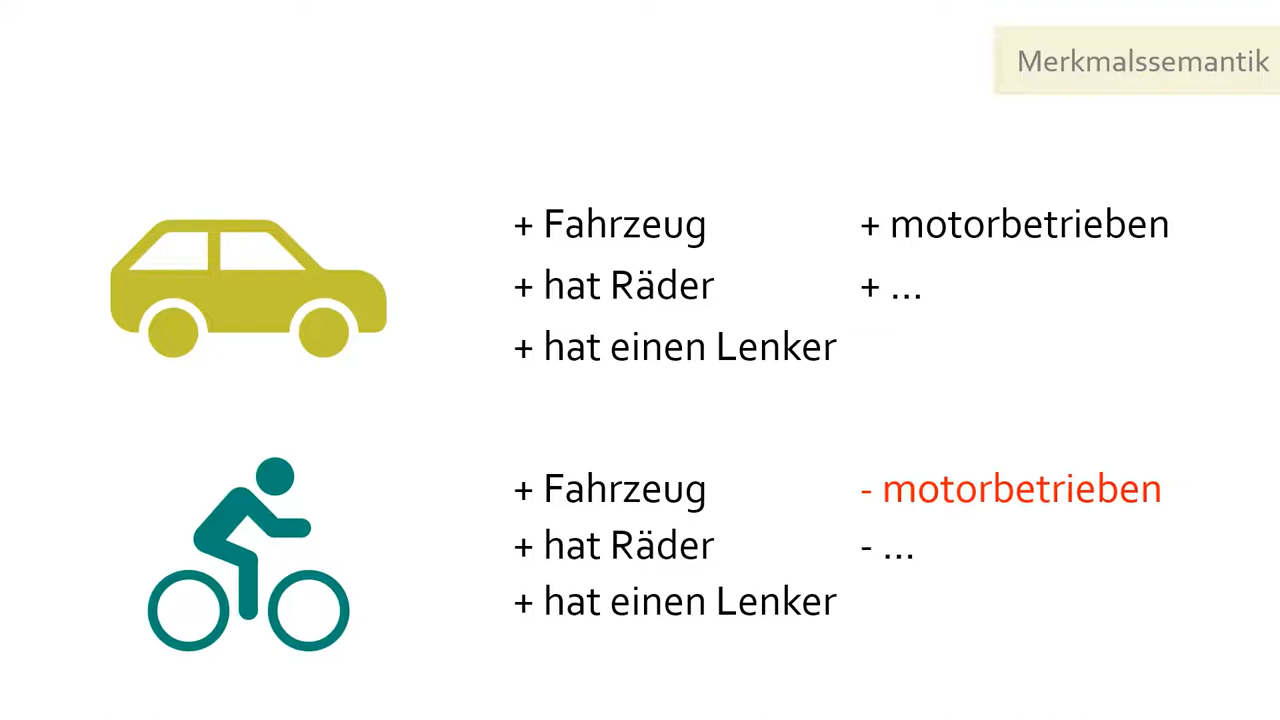 Merkmalssemantik
+ Fahrzeug + motorbetrieben
+ hat Räder + ...
+ hat einen Lenker
+ Fahrzeug - motorbetrieben
+ hat Räder - ...
+ hat einen Lenker